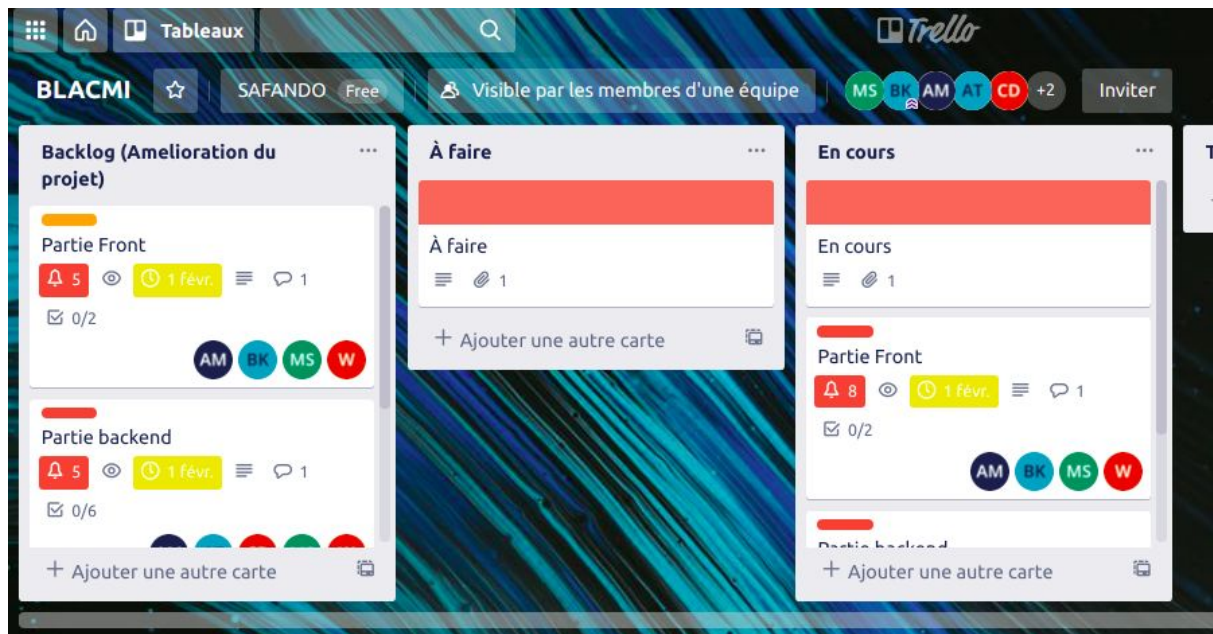 Tableaux
Trello
BLACMI
SAFANDO Free
Visible par les membres d'une équipe
MS BK AM AT CD +2
Inviter
Backlog (Amelioration du
projet)
Partie Front
5 1 févr. 1
0/2
AM BK MS W
Partie backend
5 1 févr. 1
0/6
+ Ajouter une autre carte
À faire
À faire
1
+ Ajouter une autre carte
En cours
En cours
1
Partie Front
8 1 févr. 1
0/2
AM BK MS W
Partie backend
+ Ajouter une autre carte
T